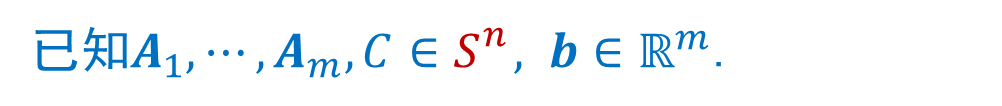 已知𝑨₁, ⋯ , 𝑨ₘ, 𝐶 ∈ 𝑆ⁿ, 𝒃 ∈ ℝᵐ.